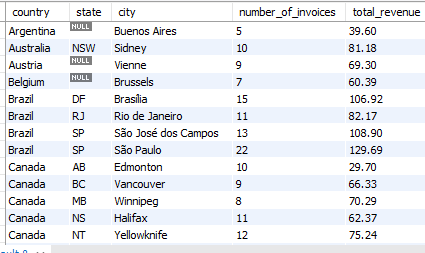 country state city number_of_invoices total_revenue
Argentina NULL Buenos Aires 5 39.60
Australia NSW Sidney 10 81.18
Austria NULL Vienne 9 69.30
Belgium NULL Brussels 7 60.39
Brazil DF Brasília 15 106.92
Brazil RJ Rio de Janeiro 11 82.17
Brazil SP São José dos Campos 13 108.90
Brazil SP São Paulo 22 129.69
Canada AB Edmonton 10 29.70
Canada BC Vancouver 9 66.33
Canada MB Winnipeg 8 70.29
Canada NS Halifax 11 62.37
Canada NT Yellowknife 12 75.24